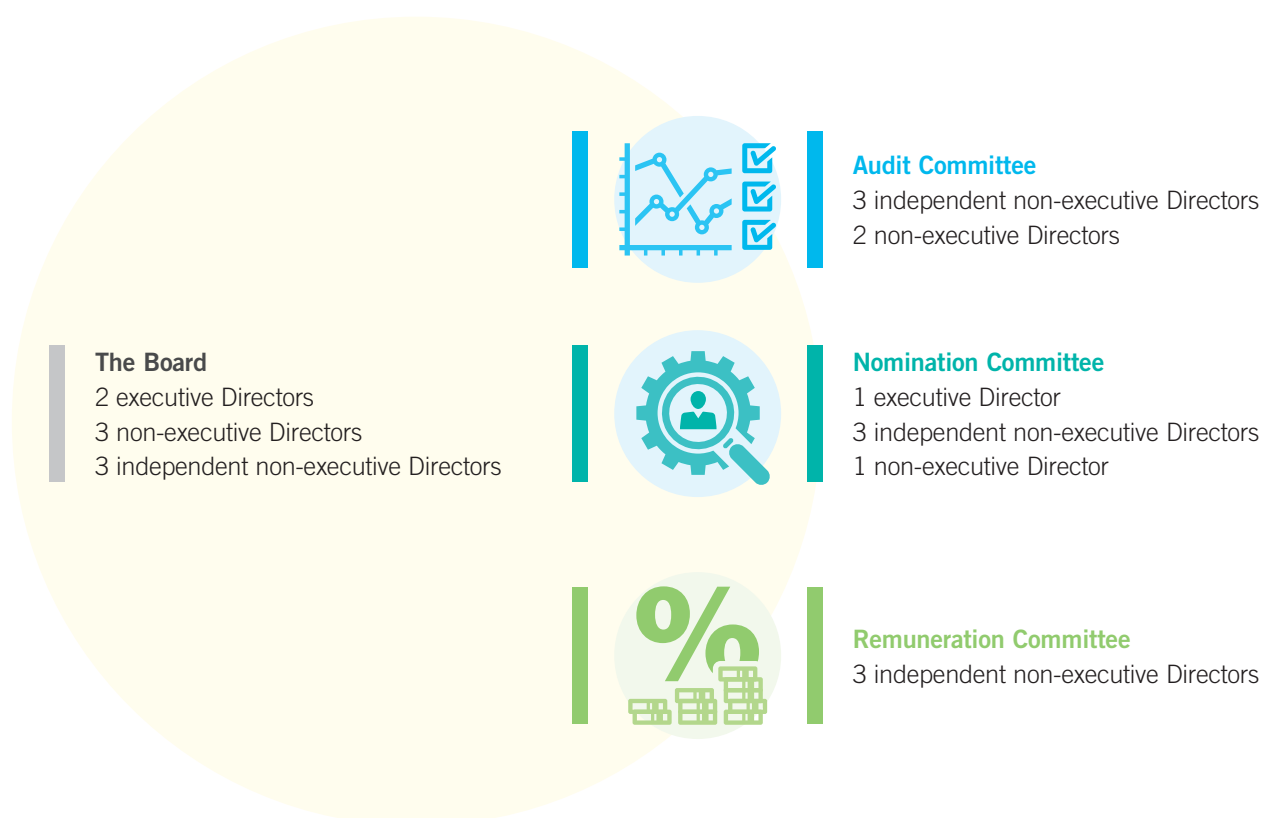 The Board
2 executive Directors
3 non-executive Directors
3 independent non-executive Directors
Audit Committee
3 independent non-executive Directors
2 non-executive Directors
Nomination Committee
1 executive Director
3 independent non-executive Directors
1 non-executive Director
%
Remuneration Committee
3 independent non-executive Directors